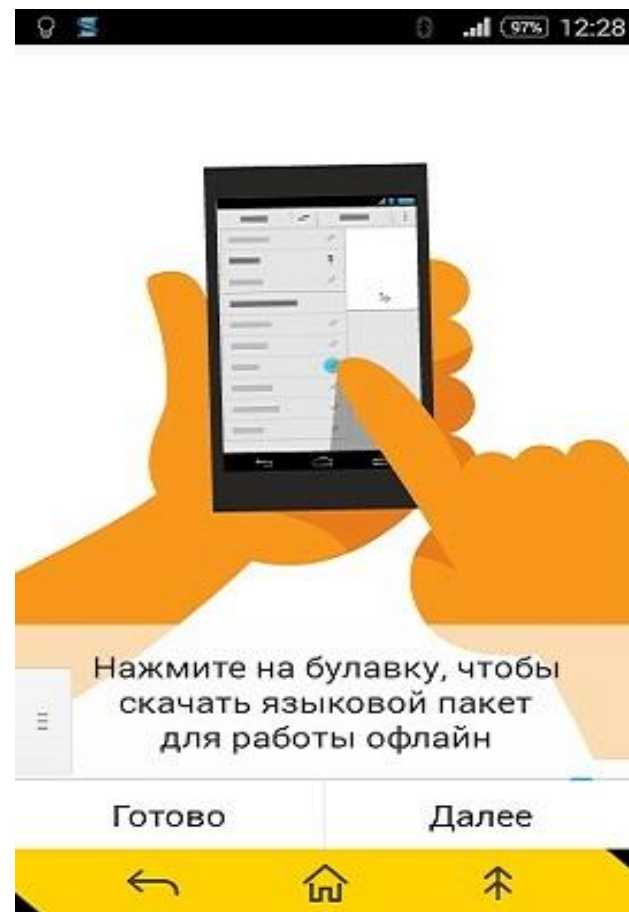 97% 12:28
Нажмите на булавку, чтобы
скачать языковой пакет
для работы офлайн
Готово Далее